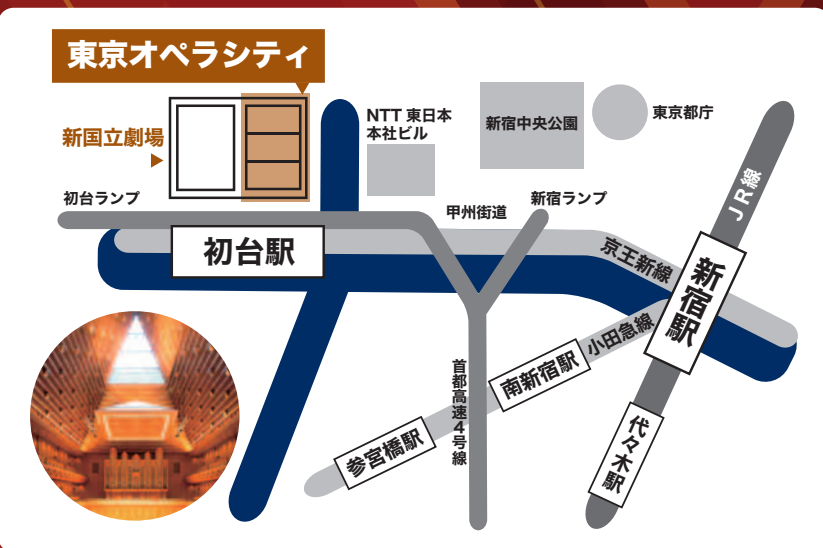 東京オペラシティ
新国立劇場
NTT 東日本
本社ビル
新宿中央公園
東京都庁
JR線
初台ランプ
甲州街道
新宿ランプ
初台駅
京王新線
新宿駅
小田急線
南新宿駅
首都高速4号線
参宮橋駅
代々木駅